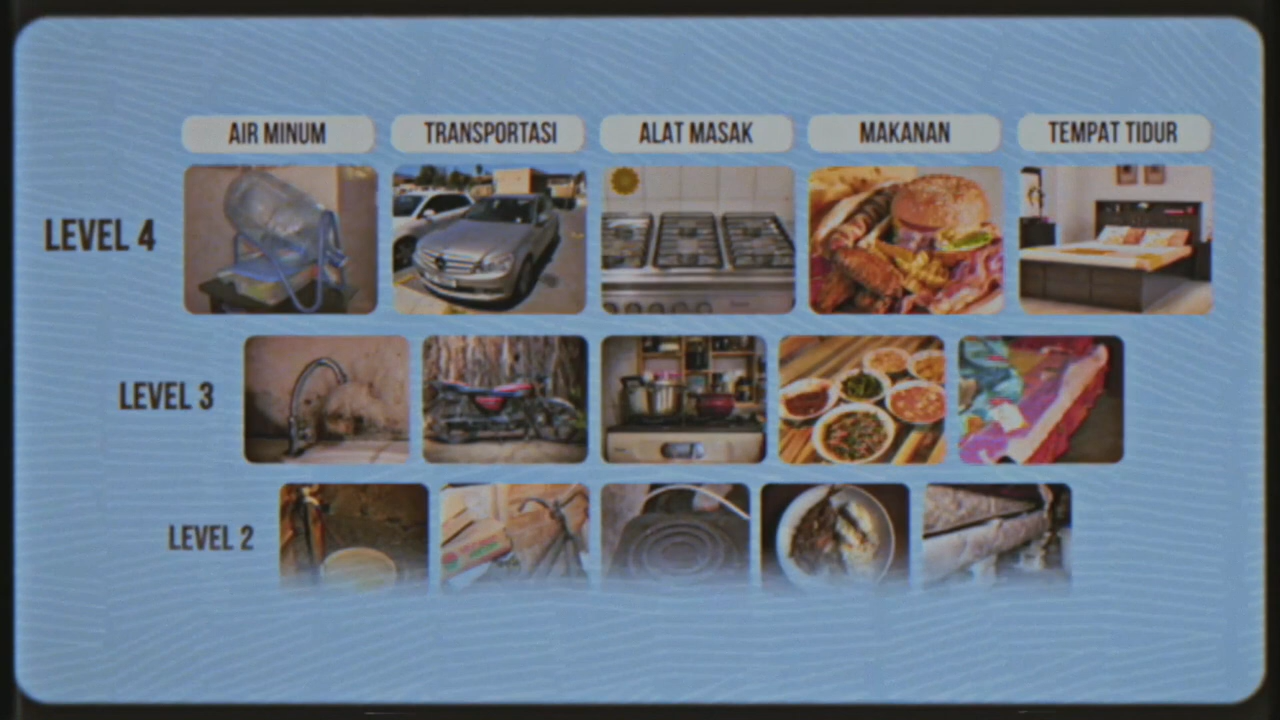 AIR MINUM
TRANSPORTASI
ALAT MASAK
MAKANAN
TEMPAT TIDUR
LEVEL 4
LEVEL 3
LEVEL 2